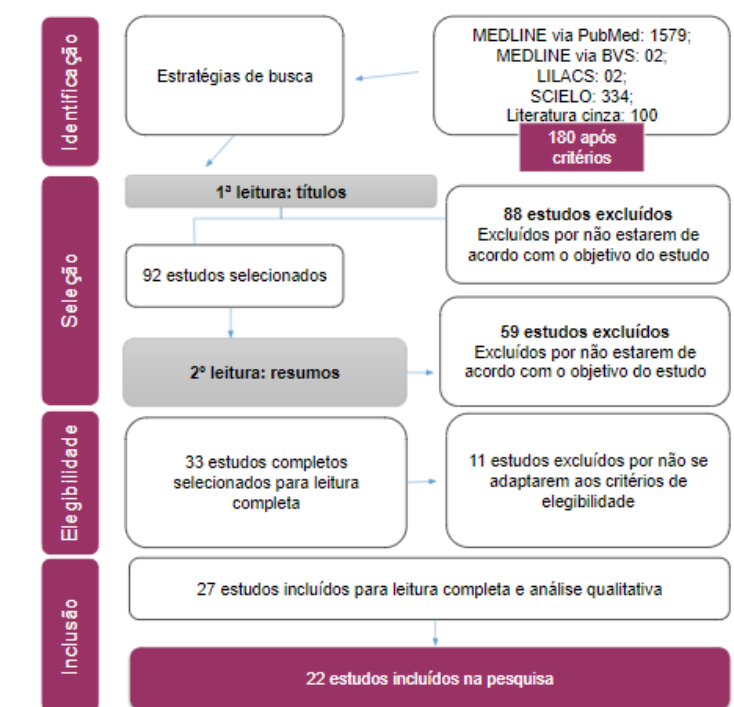 Identificação
Estratégias de busca
MEDLINE via PubMed: 1579;
MEDLINE via BVS: 02;
LILACS: 02;
SCIELO: 334;
Literatura cinza: 100
180 após
critérios
Seleção
1ª leitura: títulos
88 estudos excluídos
Excluídos por não estarem de
acordo com o objetivo do estudo
92 estudos selecionados
59 estudos excluídos
Excluídos por não estarem de
acordo com o objetivo do estudo
2º leitura: resumos
Elegibilidade
33 estudos completos
selecionados para leitura
completa
11 estudos excluídos por não se
adaptarem aos critérios de
elegibilidade
Inclusão
27 estudos incluídos para leitura completa e análise qualitativa
22 estudos incluídos na pesquisa